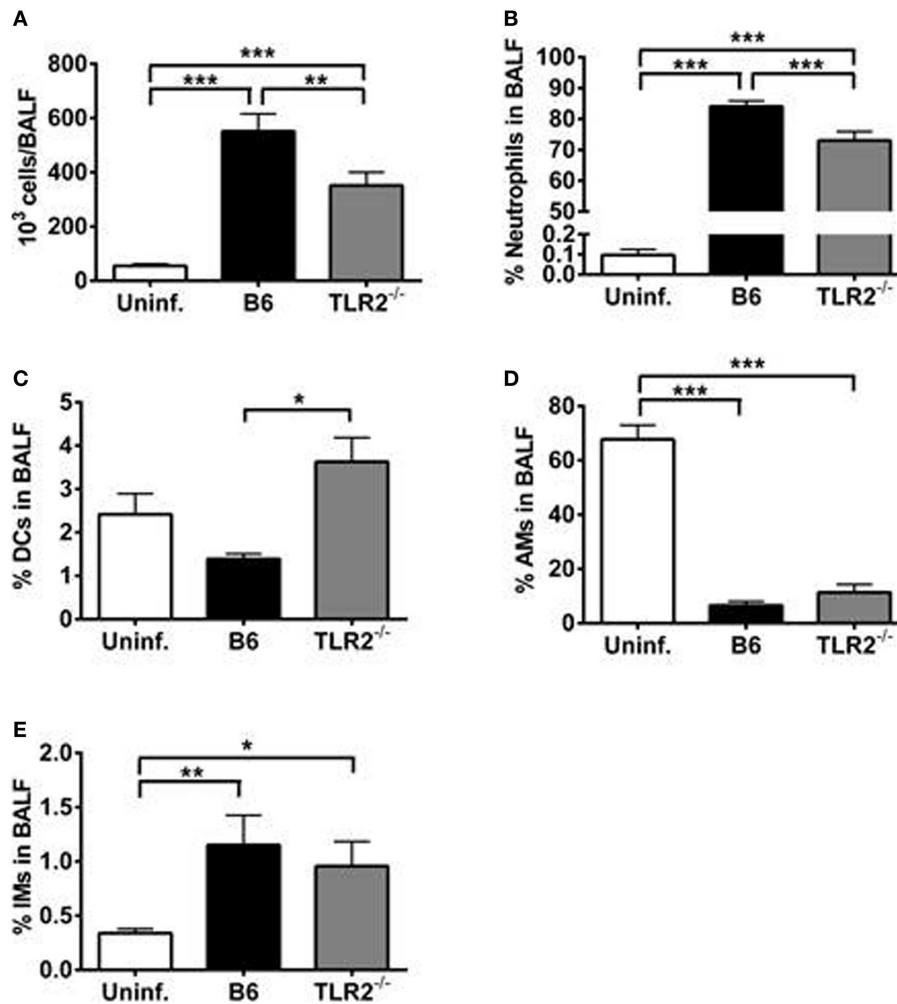 A
10³ cells/BALF
800
600
400
200
0
***
***
**
Uninf. B6 TLR2⁻/⁻
B
% Neutrophils in BALF
100
90
80
70
60
50
0.2
0.1
0.0
***
***
***
Uninf. B6 TLR2⁻/⁻
C
% DCs in BALF
5
4
3
2
1
0
*
Uninf. B6 TLR2⁻/⁻
D
% AMs in BALF
80
60
40
20
0
***
***
Uninf. B6 TLR2⁻/⁻
E
% IMs in BALF
2.0
1.5
1.0
0.5
0.0
*
**
Uninf. B6 TLR2⁻/⁻